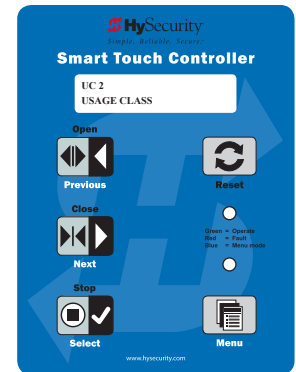 HySecurity
Simple. Reliable. Secure.
Smart Touch Controller
UC 2
USAGE CLASS
Open
Previous
Reset
Close
Next
Green = Operate
Red = Fault
Blue = Menu mode
Stop
Select
Menu
www.hysecurity.com